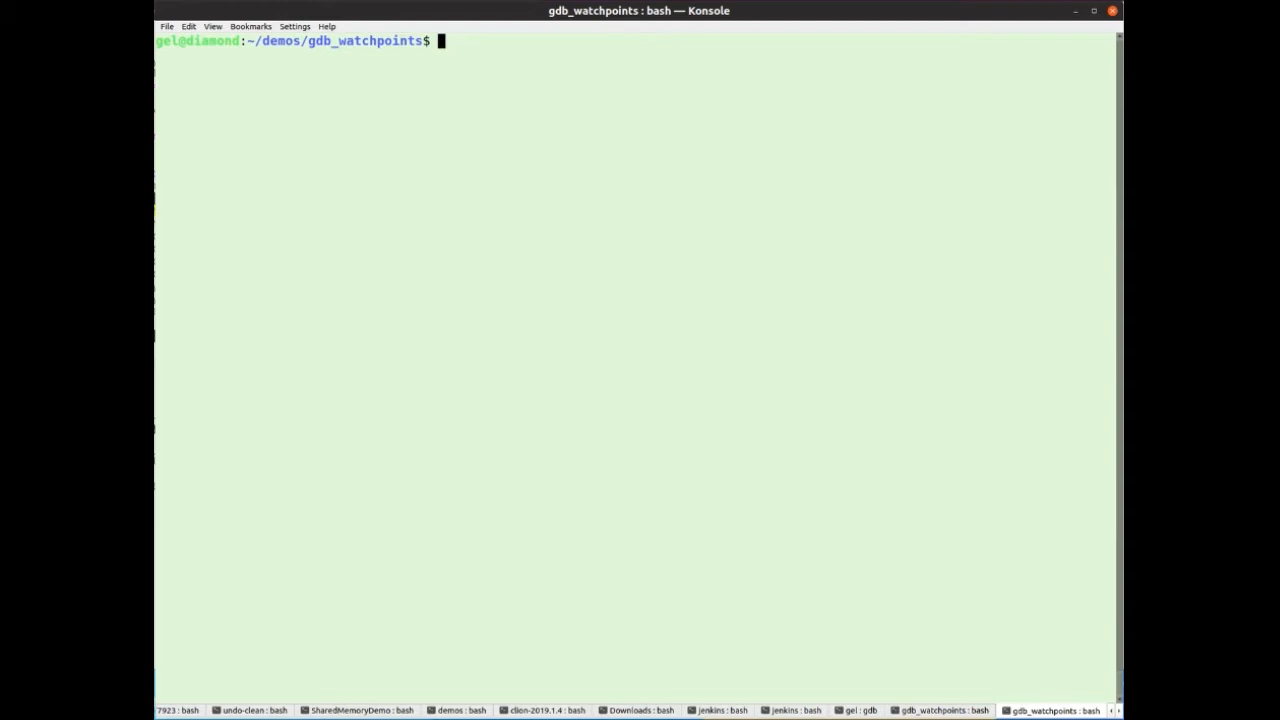 gdb_watchpoints : bash — Konsole
File Edit View Bookmarks Settings Help
gel@diamond:~/demos/gdb_watchpoints$
7923 : bash undo-clean : bash SharedMemoryDemo : bash demos : bash clion-2019.1.4 : bash Downloads : bash jenkins : bash jenkins : bash gel : gdb gdb_watchpoints : bash gdb_watchpoints : bash